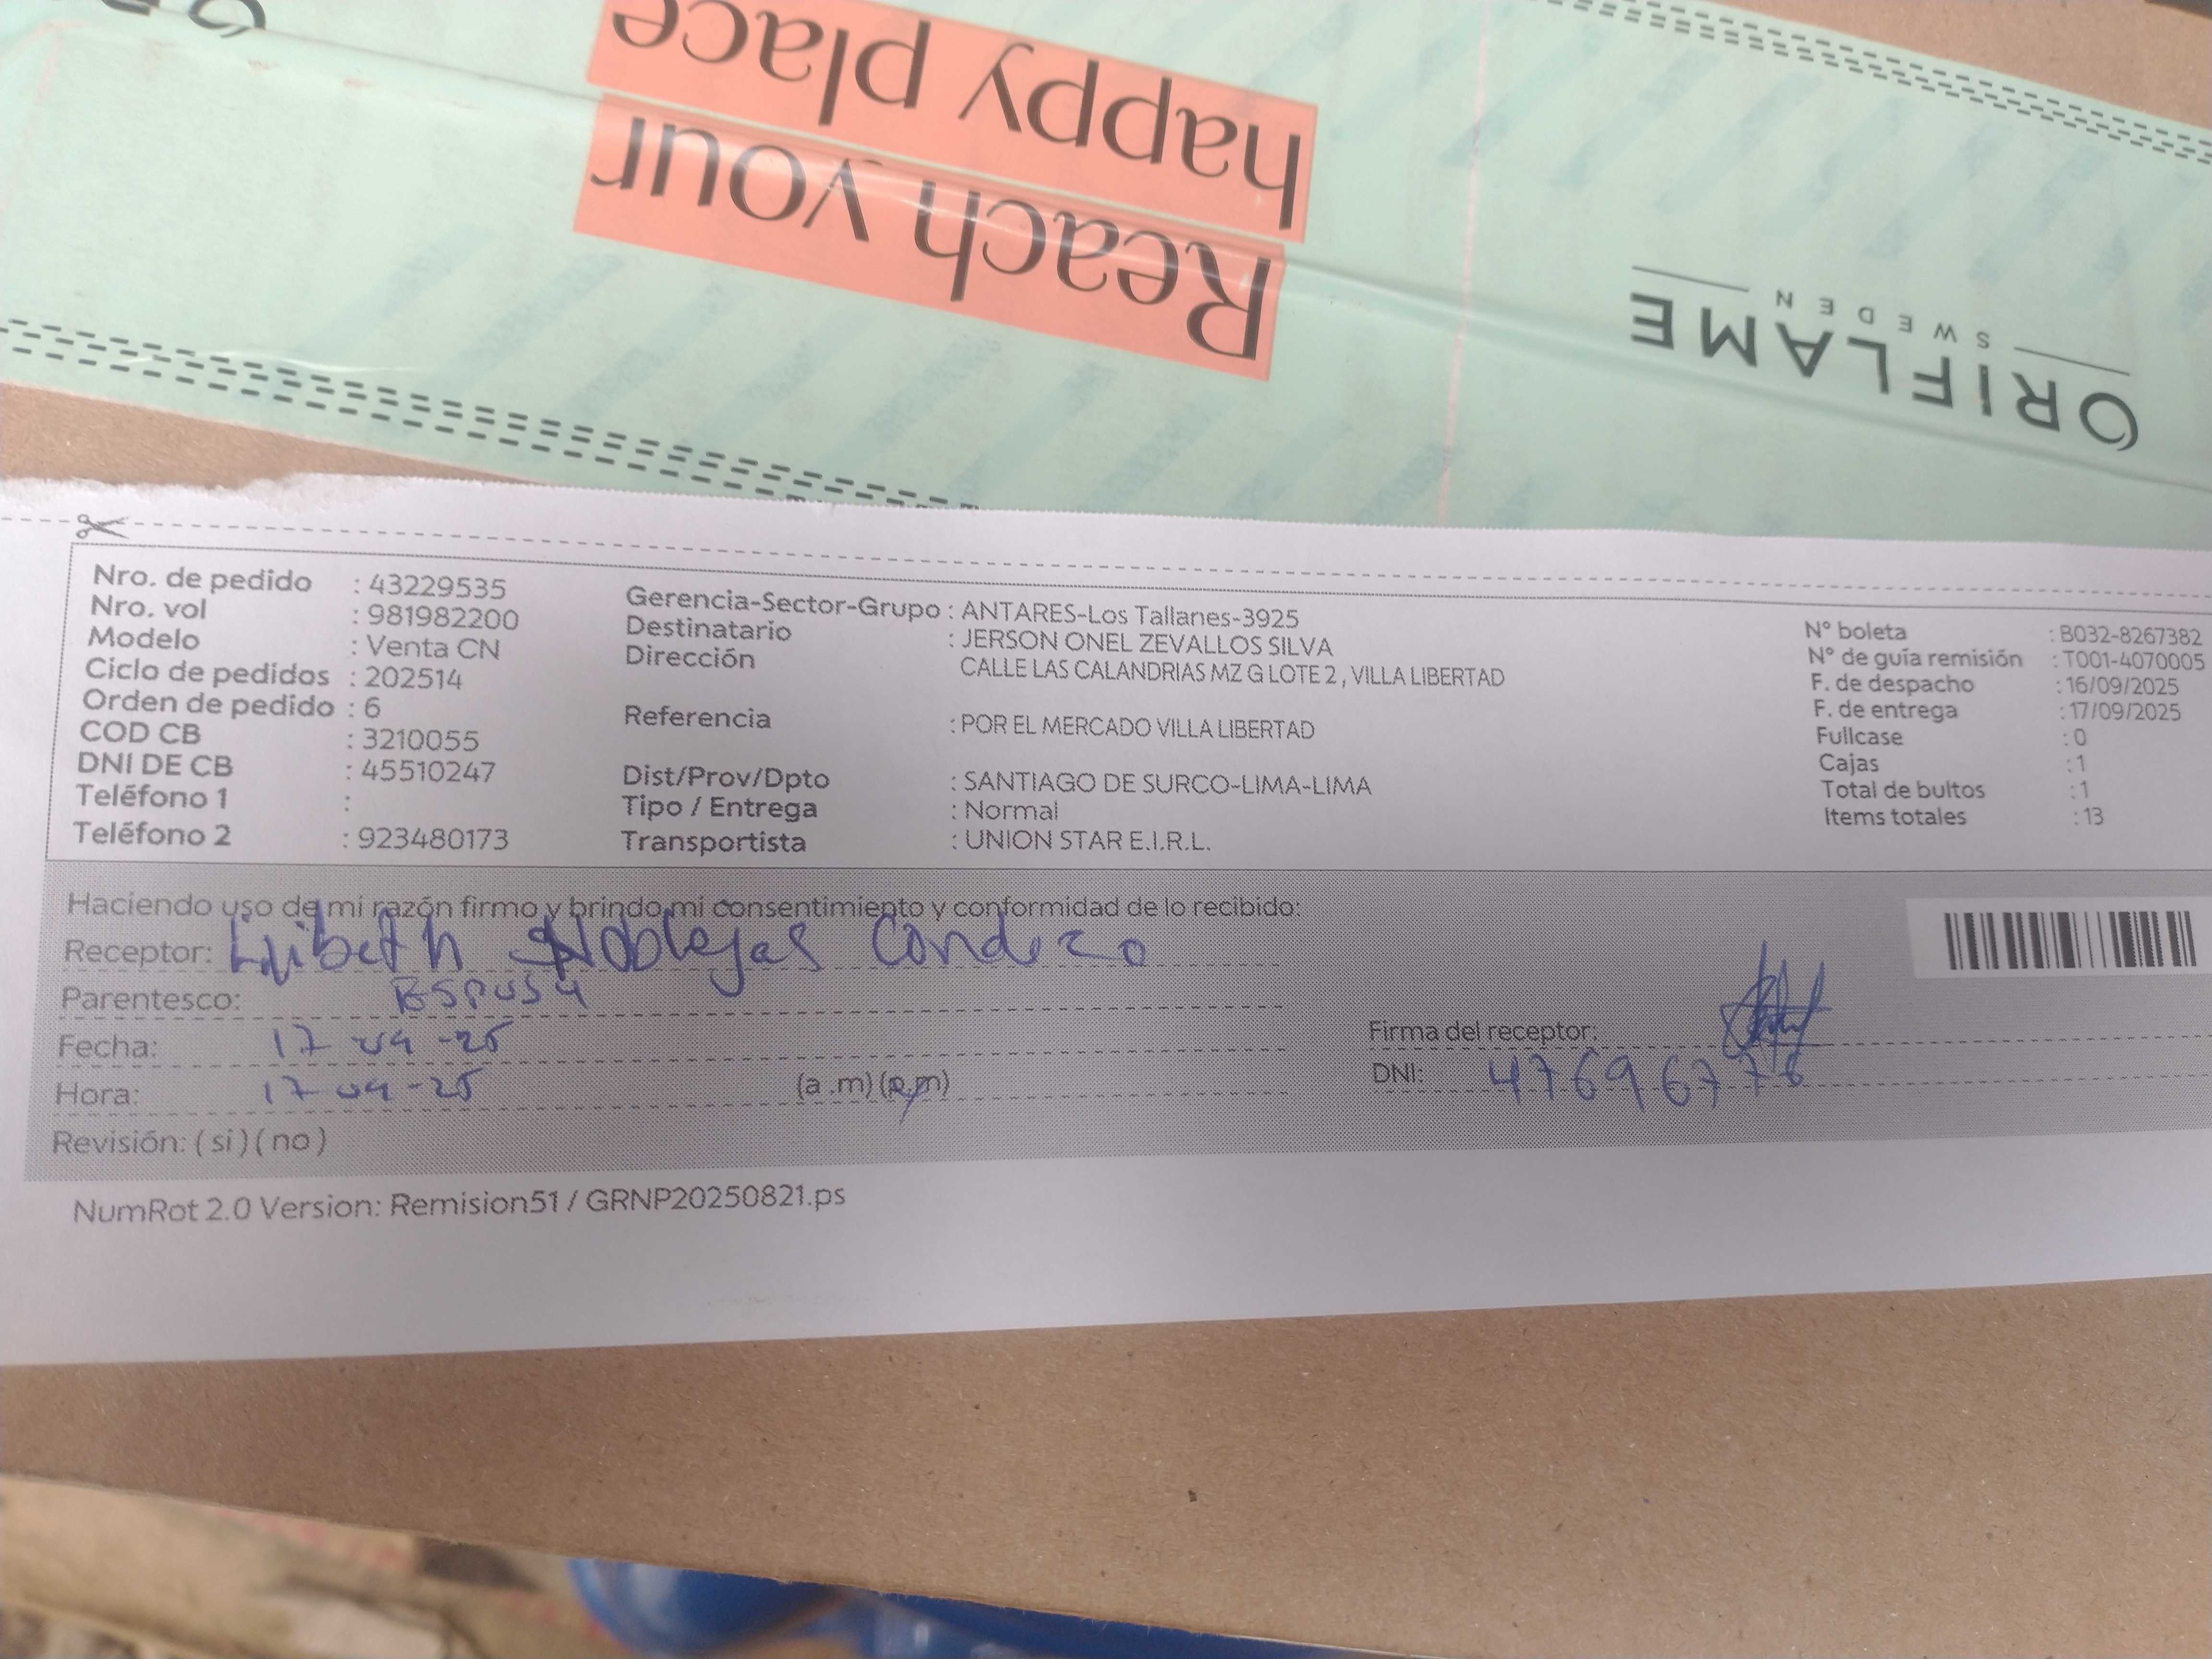 Reach your
happy place
ORIFLAME
SWEDEN
Nro. de pedido : 43229535
Nro. vol : 981982200
Modelo : Venta CN
Ciclo de pedidos : 202514
Orden de pedido : 6
COD CB : 3210055
DNI DE CB : 45510247
Teléfono 1 :
Teléfono 2 : 923480173
Gerencia-Sector-Grupo : ANTARES-Los Tallanes-3925
Destinatario : JERSON ONEL ZEVALLOS SILVA
Dirección CALLE LAS CALANDRIAS MZ G LOTE 2 , VILLA LIBERTAD
Referencia : POR EL MERCADO VILLA LIBERTAD
Dist/Prov/Dpto : SANTIAGO DE SURCO-LIMA-LIMA
Tipo / Entrega : Normal
Transportista : UNION STAR E.I.R.L.
N° boleta : B032-8267382
N° de guía remisión : T001-4070005
F. de despacho : 16/09/2025
F. de entrega : 17/09/2025
Fullcase : 0
Cajas : 1
Total de bultos : 1
Items totales : 13
Haciendo uso de mi razón firmo y brindo mi consentimiento y conformidad de lo recibido:
Receptor: Noblejas Condezo
Parentesco: ESPOSA
Fecha: 17 09 -25
Hora: 17 09 -25 (a .m) (p.m)
Revisión: ( si ) ( no )
Firma del receptor:
DNI: 47696776
NumRot 2.0 Version: Remision51 / GRNP20250821.ps